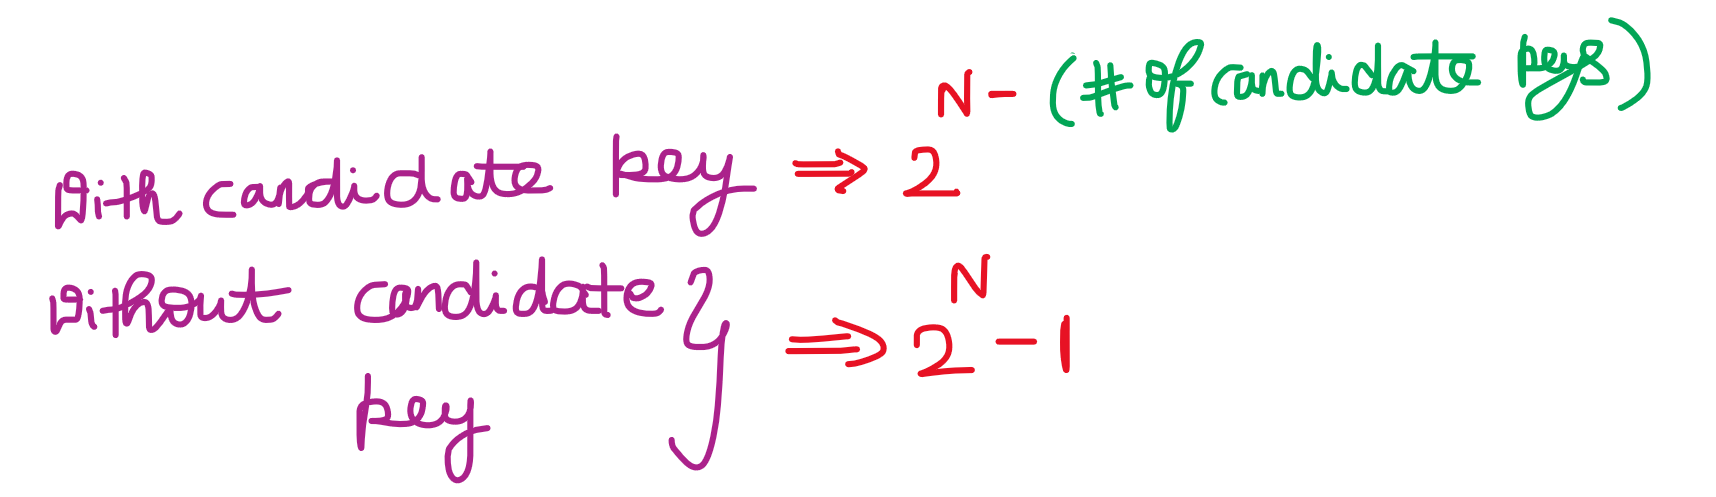 With candidate key ⇒ 2^N - (# of candidate keys)
Without candidate key } ⇒ 2^N - 1